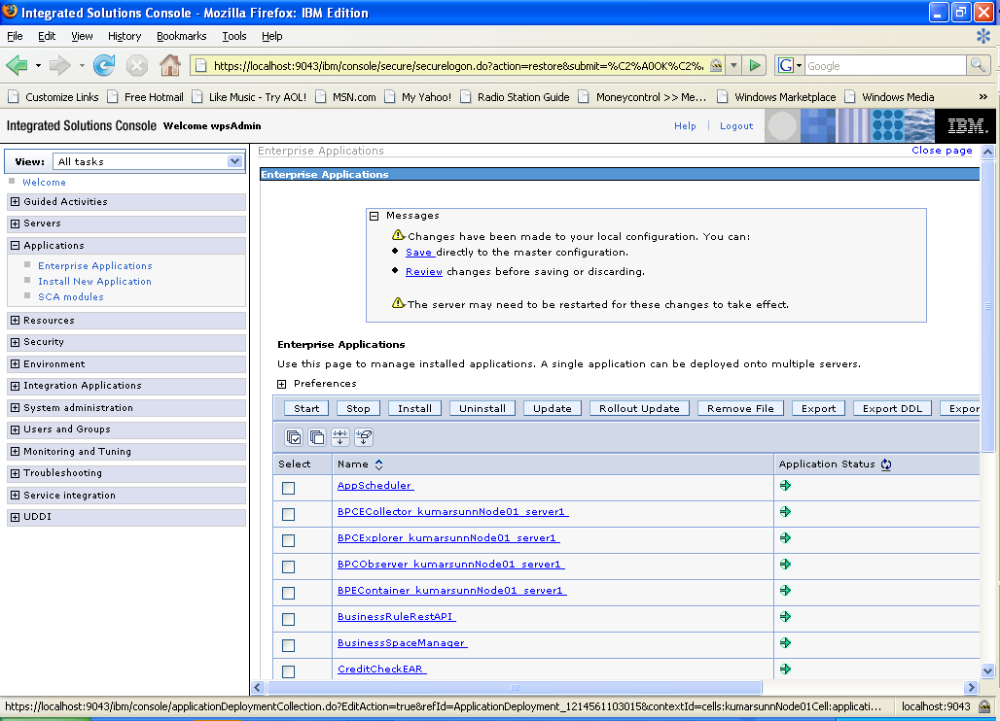 Integrated Solutions Console - Mozilla Firefox: IBM Edition
File Edit View History Bookmarks Tools Help
https://localhost:9043/ibm/console/secure/securelogon.do?action=restore&submit=%C2%A0OK%C2%. G Google
Customize Links Free Hotmail Like Music - Try AOL! MSN.com My Yahoo! Radio Station Guide Moneycontrol >> Me... Windows Marketplace Windows Media »
Integrated Solutions Console Welcome wpsAdmin Help Logout IBM.
View: All tasks
Welcome
Guided Activities
Servers
Applications
Enterprise Applications
Install New Application
SCA modules
Resources
Security
Environment
Integration Applications
System administration
Users and Groups
Monitoring and Tuning
Troubleshooting
Service integration
UDDI
Enterprise Applications Close page
Enterprise Applications
Messages
Changes have been made to your local configuration. You can:
Save directly to the master configuration.
Review changes before saving or discarding.
The server may need to be restarted for these changes to take effect.
Enterprise Applications
Use this page to manage installed applications. A single application can be deployed onto multiple servers.
Preferences
Start Stop Install Uninstall Update Rollout Update Remove File Export Export DDL Expor
Select Name Application Status
AppScheduler
BPCECollector_kumarsunnNode01_server1
BPCExplorer_kumarsunnNode01_server1
BPCObserver_kumarsunnNode01_server1
BPEContainer_kumarsunnNode01_server1
BusinessRuleRestAPI
BusinessSpaceManager
CreditCheckEAR
https://localhost:9043/ibm/console/applicationDeploymentCollection.do?EditAction=true&refId=ApplicationDeployment_1214561103015&contextId=cells:kumarsunnNode01Cell:applicati... localhost:9043